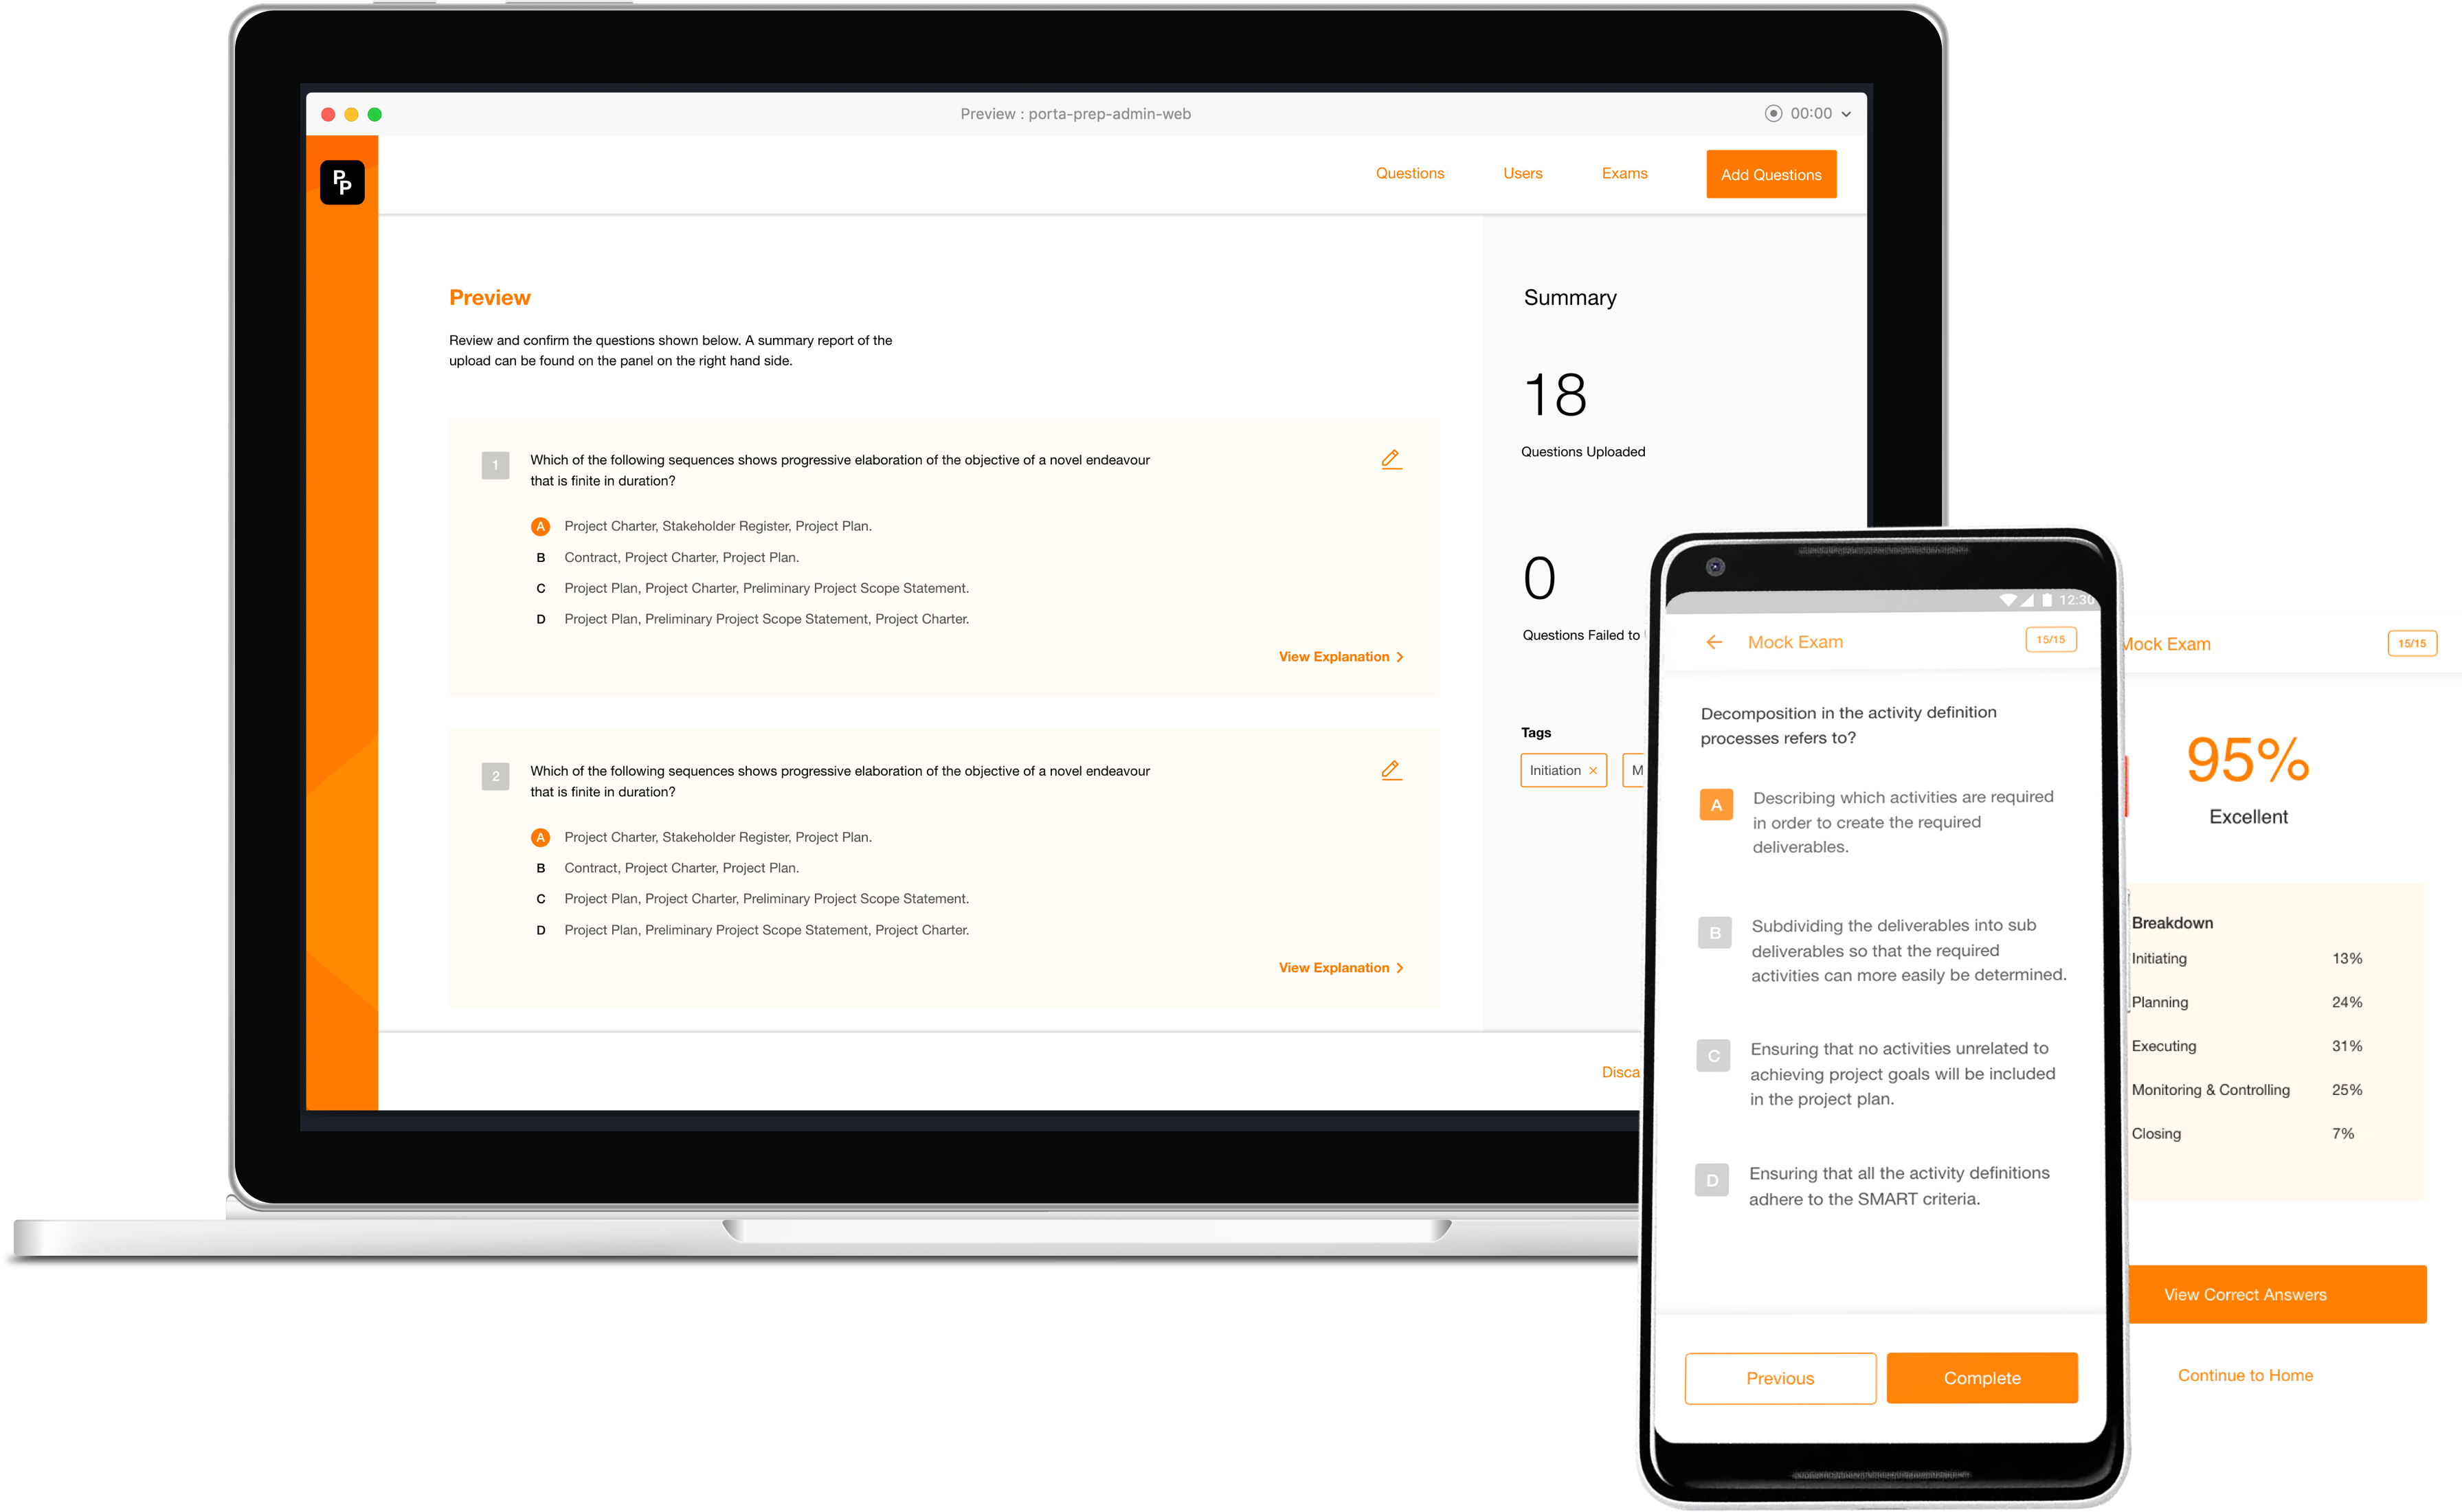 Preview : porta-prep-admin-web
00:00
PP
Questions
Users
Exams
Add Questions
Preview
Review and confirm the questions shown below. A summary report of the
upload can be found on the panel on the right hand side.
1
Which of the following sequences shows progressive elaboration of the objective of a novel endeavour
that is finite in duration?
A Project Charter, Stakeholder Register, Project Plan.
B Contract, Project Charter, Project Plan.
C Project Plan, Project Charter, Preliminary Project Scope Statement.
D Project Plan, Preliminary Project Scope Statement, Project Charter.
View Explanation
2
Which of the following sequences shows progressive elaboration of the objective of a novel endeavour
that is finite in duration?
A Project Charter, Stakeholder Register, Project Plan.
B Contract, Project Charter, Project Plan.
C Project Plan, Project Charter, Preliminary Project Scope Statement.
D Project Plan, Preliminary Project Scope Statement, Project Charter.
View Explanation
Summary
18
Questions Uploaded
0
Questions Failed to
Tags
Initiation ×
M
Disca
12:30
Mock Exam
15/15
Decomposition in the activity definition
processes refers to?
A Describing which activities are required
in order to create the required
deliverables.
B Subdividing the deliverables into sub
deliverables so that the required
activities can more easily be determined.
C Ensuring that no activities unrelated to
achieving project goals will be included
in the project plan.
D Ensuring that all the activity definitions
adhere to the SMART criteria.
Previous
Complete
Mock Exam
15/15
95%
Excellent
Breakdown
Initiating 13%
Planning 24%
Executing 31%
Monitoring & Controlling 25%
Closing 7%
View Correct Answers
Continue to Home